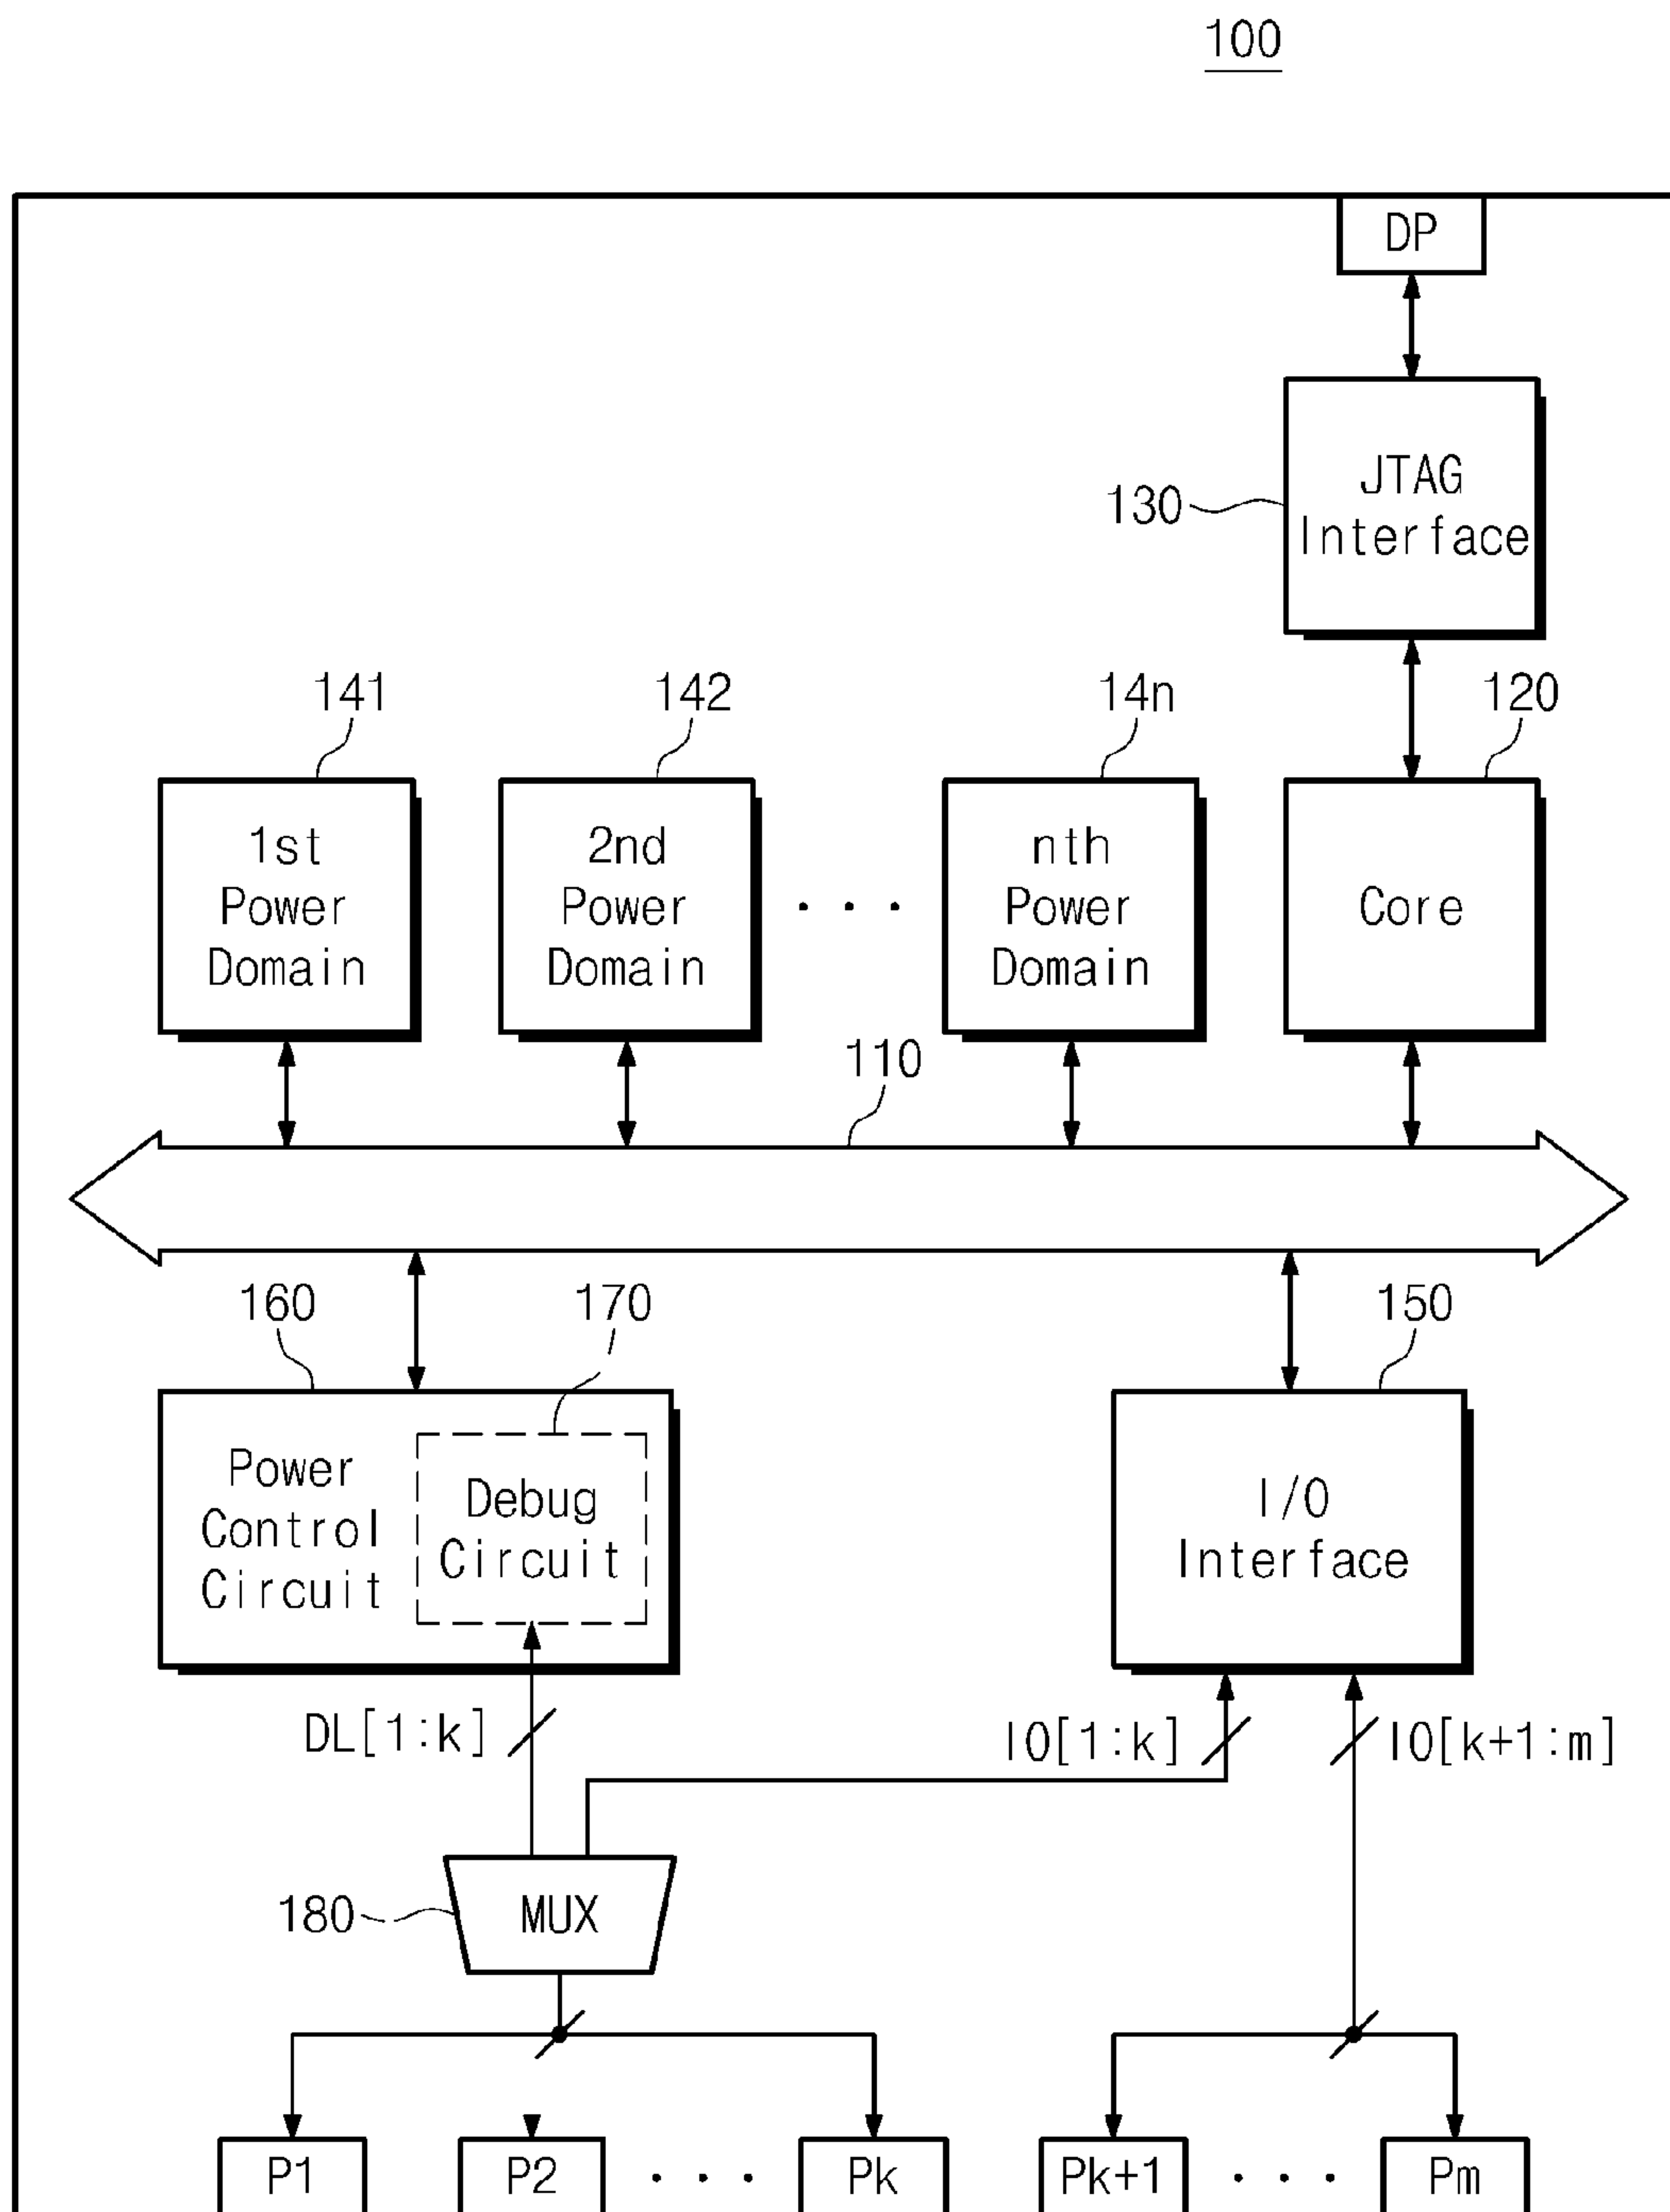 100
DP
130
JTAG
Interface
141
142
14n
120
1st
Power
Domain
2nd
Power
Domain
. . .
nth
Power
Domain
Core
110
160
170
150
Power
Control
Circuit
Debug
Circuit
I/O
Interface
DL[1:k]
IO[1:k]
IO[k+1:m]
180
MUX
P1
P2
. . .
Pk
Pk+1
. . .
Pm